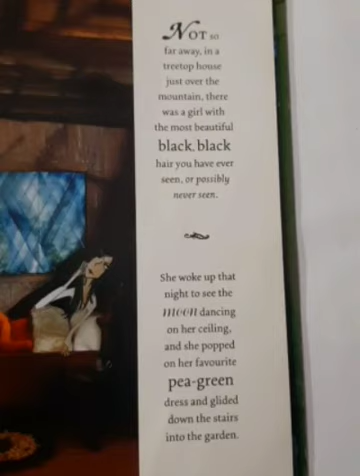 NOT so
far away, in a
treetop house
just over the
mountain, there
was a girl with
the most beautiful
black, black
hair you have ever
seen, or possibly
never seen.
She woke up that
night to see the
moon dancing
on her ceiling,
and she popped
on her favourite
pea-green
dress and glided
down the stairs
into the garden.